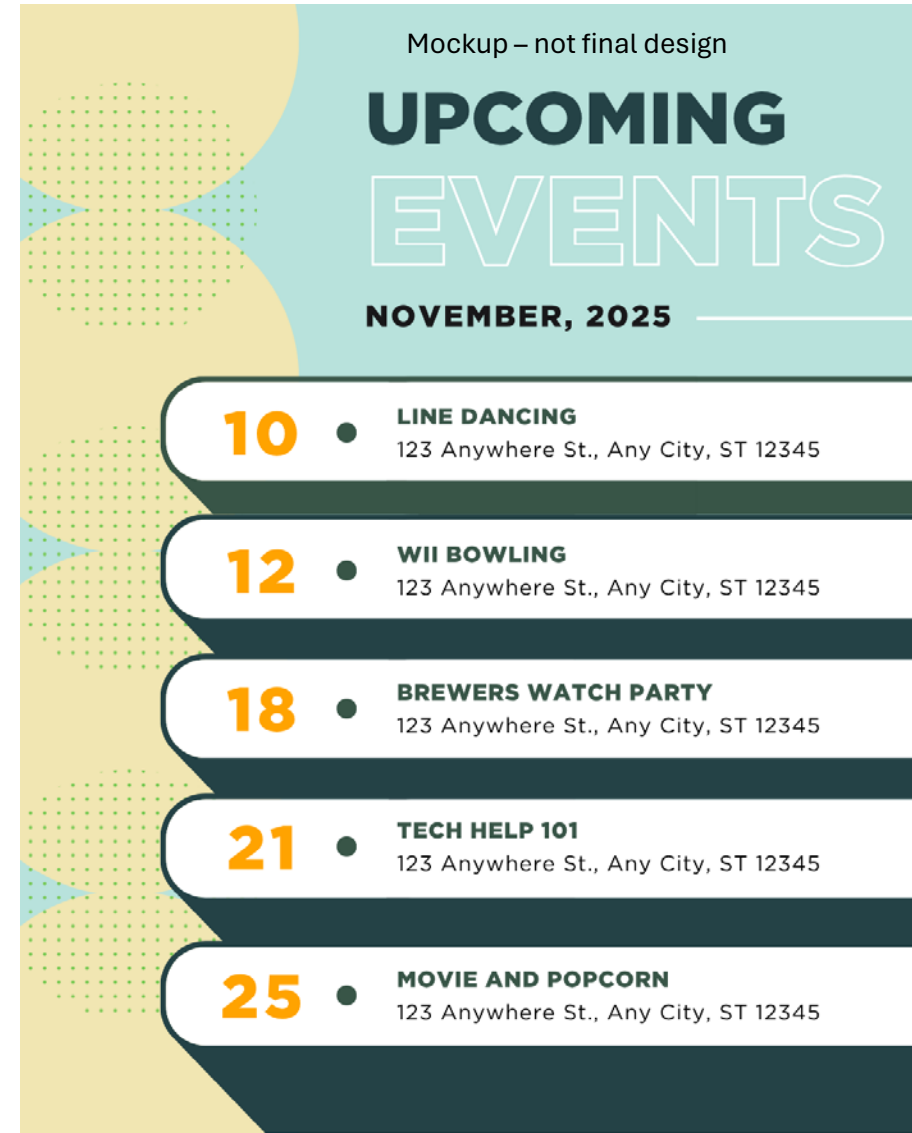 Mockup – not final design
UPCOMING
EVENTS
NOVEMBER, 2025
10
LINE DANCING
123 Anywhere St., Any City, ST 12345
12
WII BOWLING
123 Anywhere St., Any City, ST 12345
18
BREWERS WATCH PARTY
123 Anywhere St., Any City, ST 12345
21
TECH HELP 101
123 Anywhere St., Any City, ST 12345
25
MOVIE AND POPCORN
123 Anywhere St., Any City, ST 12345